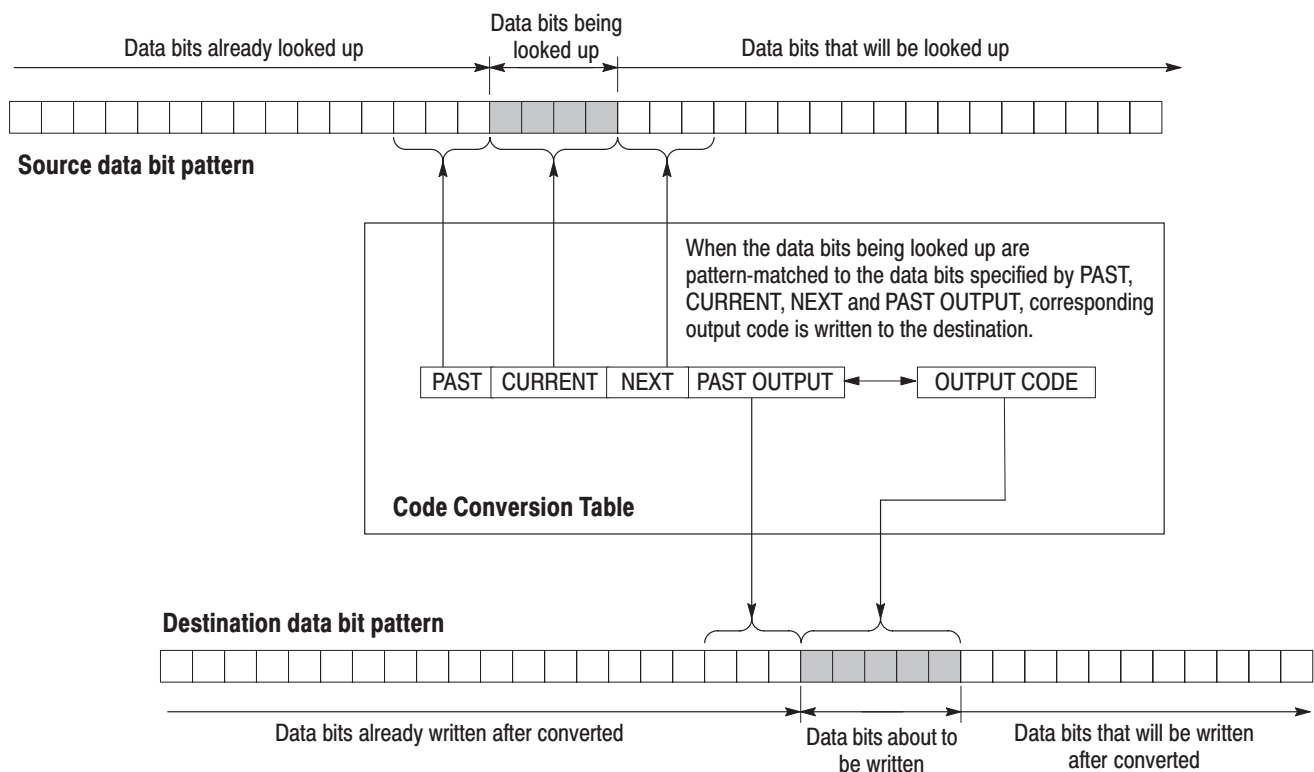 Data bits already looked up
Data bits being
looked up
Data bits that will be looked up
Source data bit pattern
When the data bits being looked up are
pattern-matched to the data bits specified by PAST,
CURRENT, NEXT and PAST OUTPUT, corresponding
output code is written to the destination.
PAST CURRENT NEXT PAST OUTPUT OUTPUT CODE
Code Conversion Table
Destination data bit pattern
Data bits already written after converted
Data bits about to
be written
Data bits that will be written
after converted